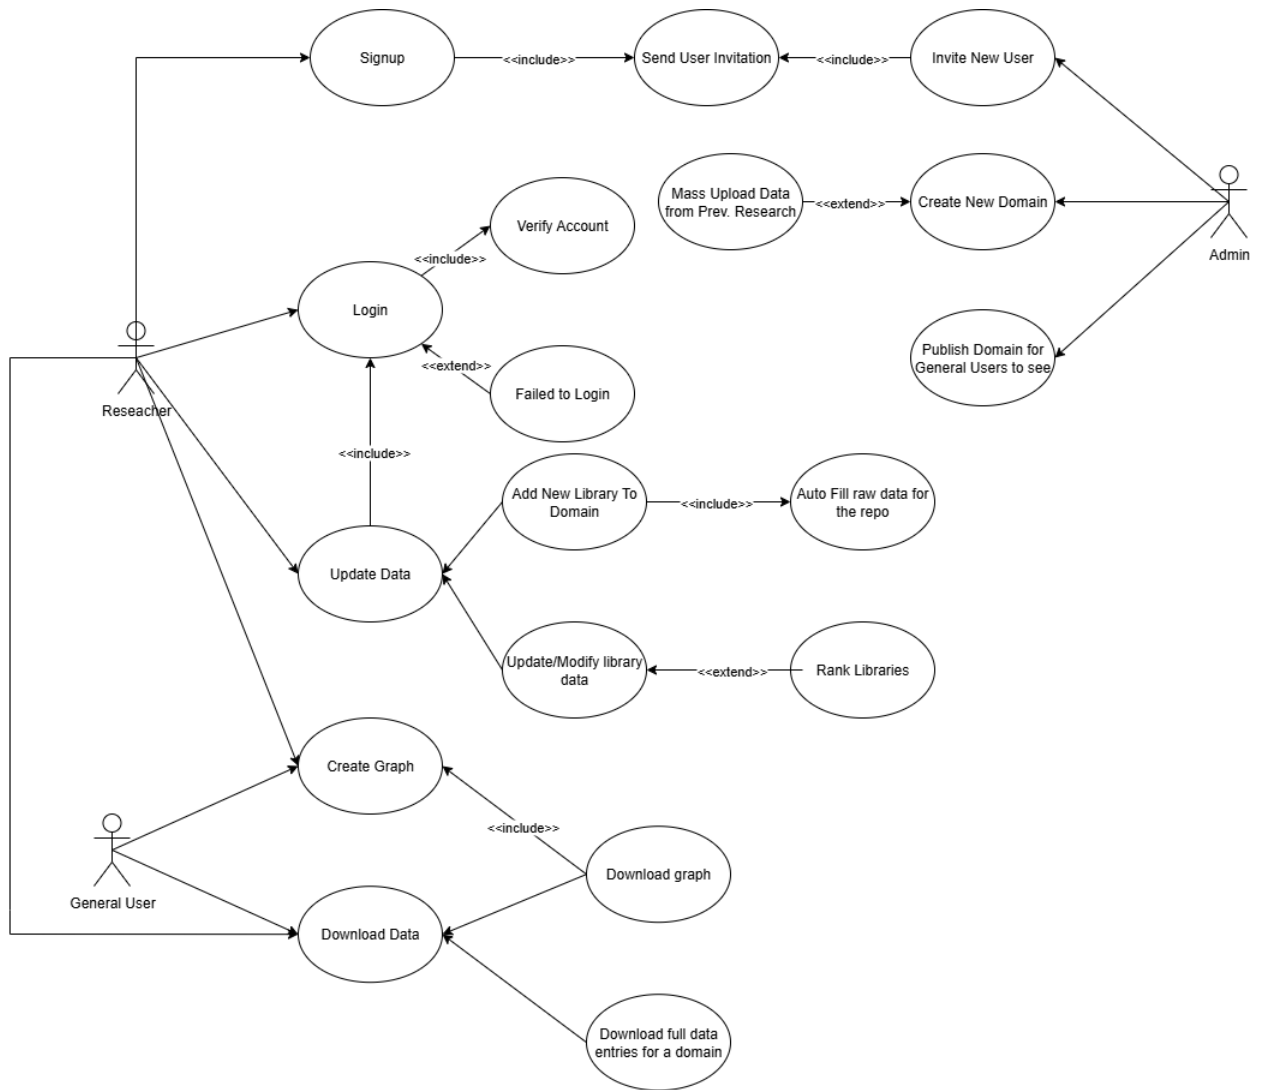 Signup
<<include>>
Send User Invitation
<<include>>
Invite New User
Mass Upload Data
from Prev. Research
<<extend>>
Create New Domain
Admin
Verify Account
<<include>>
Login
Publish Domain for
General Users to see
<<extend>>
Failed to Login
Reseacher
<<include>>
Add New Library To
Domain
<<include>>
Auto Fill raw data for
the repo
Update Data
Update/Modify library
data
<<extend>>
Rank Libraries
Create Graph
<<include>>
Download graph
General User
Download Data
Download full data
entries for a domain